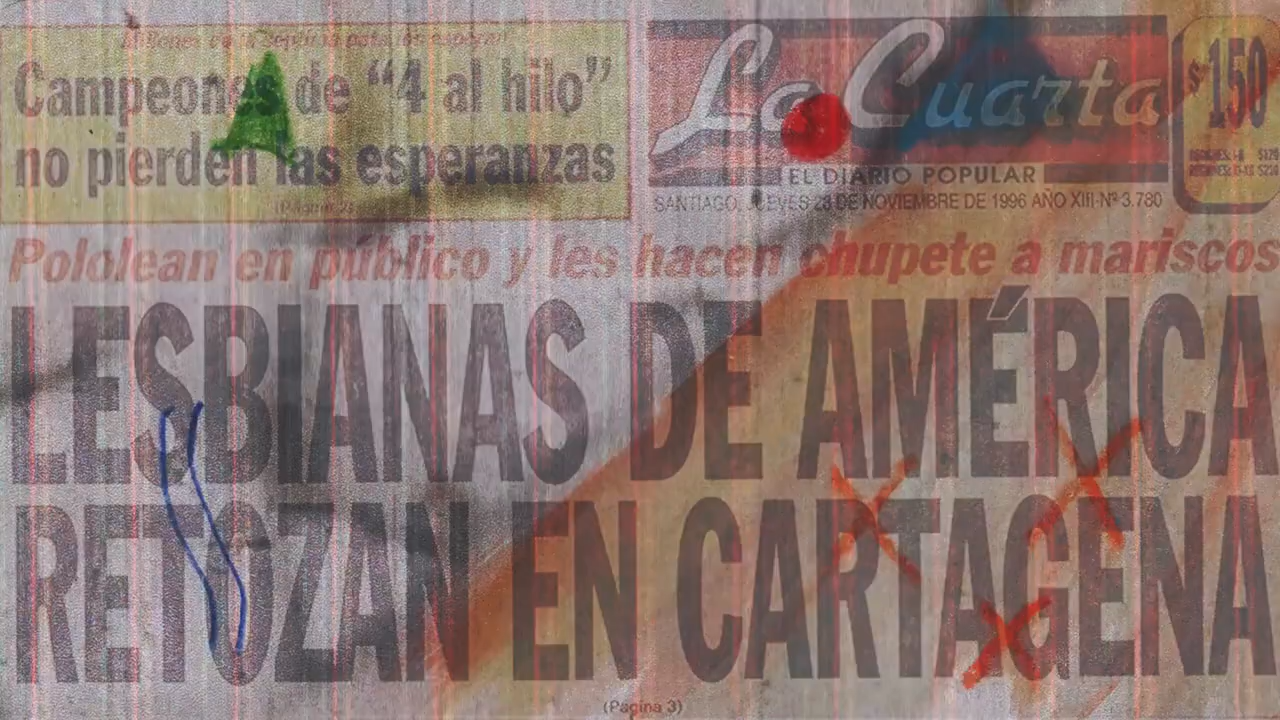 Campeones de "4 al hilo"
no pierden las esperanzas
(Página 2)
La Cuarta
EL DIARIO POPULAR
SANTIAGO, JUEVES 28 DE NOVIEMBRE DE 1996 AÑO XIII-Nº 3.780
$150
Pololean en público y les hacen chupete a mariscos
LESBIANAS DE AMÉRICA
RETOZAN EN CARTAGENA
(Página 3)